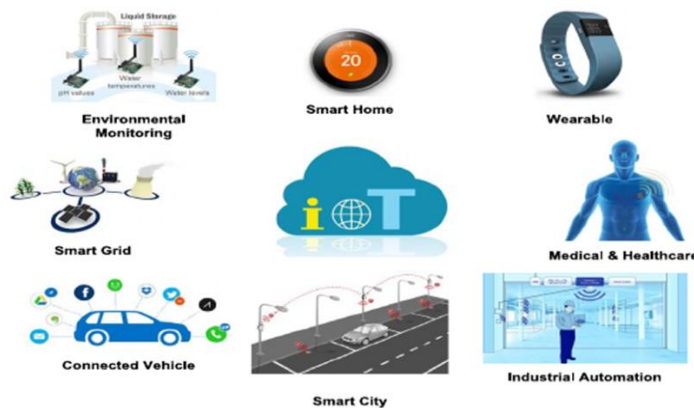 Liquid Storage
pH values
Water
temperatures
Water levels
Environmental
Monitoring
20
Smart Home
Wearable
Smart Grid
iOT
Medical & Healthcare
Connected Vehicle
Smart City
Industrial Automation